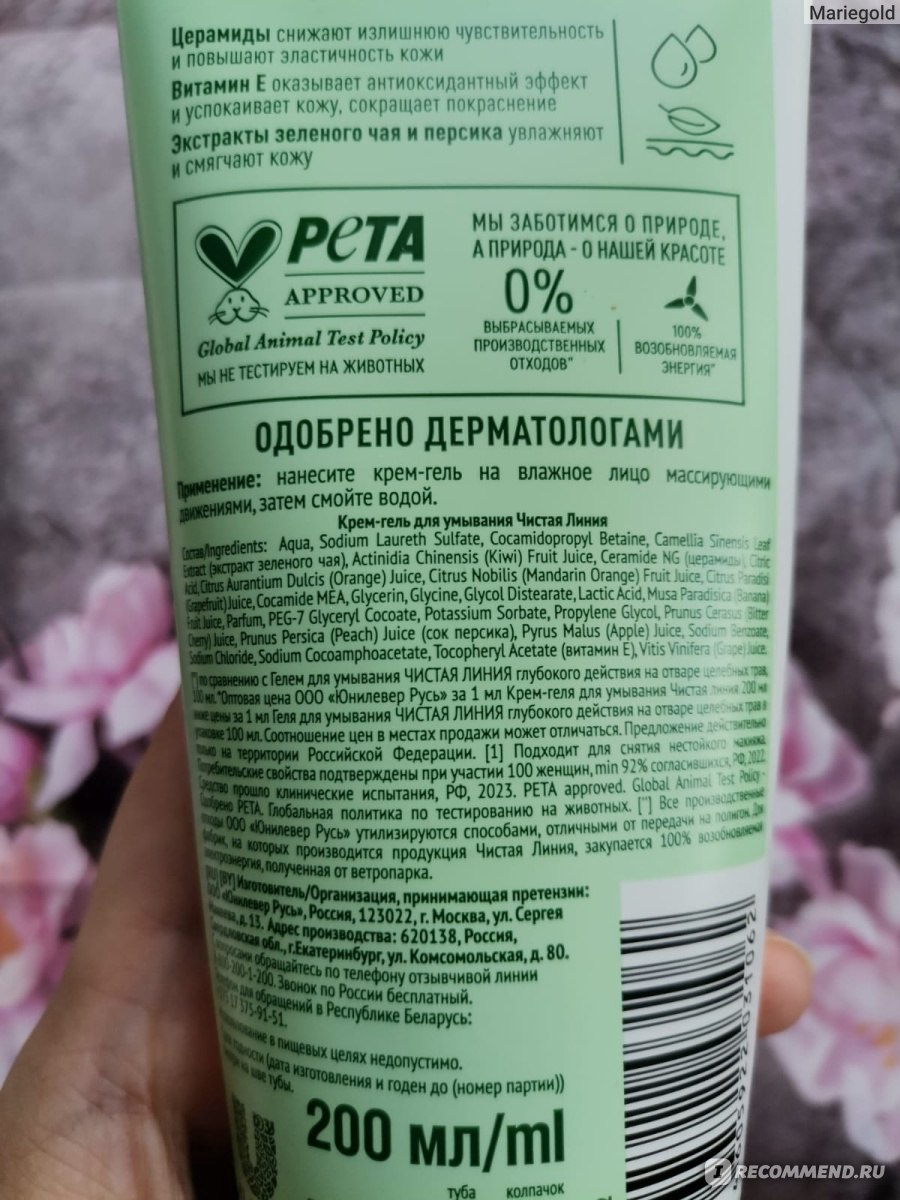 Mariegold
Церамиды снижают излишнюю чувствительность
и повышают эластичность кожи
Витамин Е оказывает антиоксидантный эффект
и успокаивает кожу, сокращает покраснение
Экстракты зеленого чая и персика увлажняют
и смягчают кожу
PETA
APPROVED
Global Animal Test Policy
МЫ НЕ ТЕСТИРУЕМ НА ЖИВОТНЫХ
МЫ ЗАБОТИМСЯ О ПРИРОДЕ,
А ПРИРОДА - О НАШЕЙ КРАСОТЕ
0%
ВЫБРАСЫВАЕМЫХ
ПРОИЗВОДСТВЕННЫХ
ОТХОДОВ"
100%
ВОЗОБНОВЛЯЕМАЯ
ЭНЕРГИЯ"
ОДОБРЕНО ДЕРМАТОЛОГАМИ
Применение: нанесите крем-гель на влажное лицо массирующими
движениями, затем смойте водой.
Крем-гель для умывания Чистая Линия
Состав/Ingredients: Aqua, Sodium Laureth Sulfate, Cocamidopropyl Betaine, Camellia Sinensis Leaf
Extract (экстракт зеленого чая), Actinidia Chinensis (Kiwi) Fruit Juice, Ceramide NG (церамиды), Citric
Acid, Citrus Aurantium Dulcis (Orange) Juice, Citrus Nobilis (Mandarin Orange) Fruit Juice, Citrus Paradisi
(Grapefruit) Juice, Cocamide MEA, Glycerin, Glycine, Glycol Distearate, Lactic Acid, Musa Paradisica (Banana)
Fruit Juice, Parfum, PEG-7 Glyceryl Cocoate, Potassium Sorbate, Propylene Glycol, Prunus Cerasus (Bitter
Cherry) Juice, Prunus Persica (Peach) Juice (сок персика), Pyrus Malus (Apple) Juice, Sodium Benzoate,
Sodium Chloride, Sodium Cocoamphoacetate, Tocopheryl Acetate (витамин Е), Vitis Vinifera (Grape) Juice.
по сравнению с Гелем для умывания ЧИСТАЯ ЛИНИЯ глубокого действия на отваре целебных трав,
100 мл. "Оптовая цена ООО «Юнилевер Русь» за 1 мл Крем-геля для умывания Чистая линия 200 мл
ниже цены за 1 мл Геля для умывания ЧИСТАЯ ЛИНИЯ глубокого действия на отваре целебных трав в
упаковке 100 мл. Соотношение цен в местах продажи может отличаться. Предложение действительно
только на территории Российской Федерации. [1] Подходит для снятия нестойкого макияжа.
Потребительские свойства подтверждены при участии 100 женщин, min 92% согласившихся, РФ, 2022.
Средство прошло клинические испытания, РФ, 2023. PETA approved. Global Animal Test Policy -
Одобрено PETA. Глобальная политика по тестированию на животных. ["] Все производственные
отходы ООО «Юнилевер Русь» утилизируются способами, отличными от передачи на полигон. Для
фабрик, на которых производится продукция Чистая Линия, закупается 100% возобновляемая
электроэнергия, полученная от ветропарка.
[RU] [BY] Изготовитель/Организация, принимающая претензии:
ООО «Юнилевер Русь», Россия, 123022, г. Москва, ул. Сергея
Макеева, д. 13. Адрес производства: 620138, Россия,
Свердловская обл., г.Екатеринбург, ул. Комсомольская, д. 80.
вопросами обращайтесь по телефону отзывчивой линии
8-800-200-1-200. Звонок по России бесплатный.
для обращений в Республике Беларусь:
17 375-91-51.
Использование в пищевых целях недопустимо.
годности (дата изготовления и годен до (номер партии))
на шве тубы.
200 мл/ml
туба колпачок
031062
RECOMMEND.RU